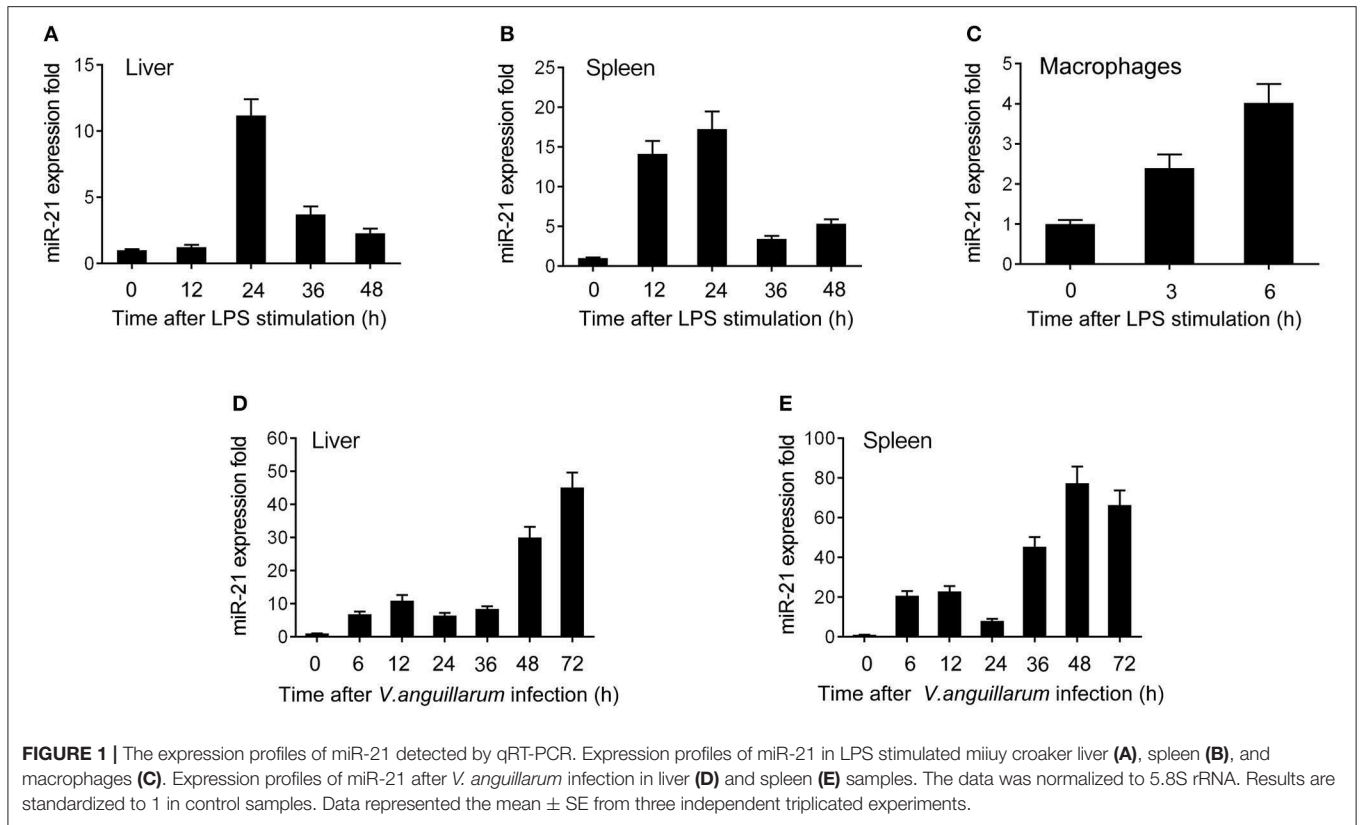 A
Liver
miR-21 expression fold
15
10
5
0
0 12 24 36 48
Time after LPS stimulation (h)
B
Spleen
miR-21 expression fold
25
20
15
10
5
0
0 12 24 36 48
Time after LPS stimulation (h)
C
Macrophages
miR-21 expression fold
5
4
3
2
1
0
0 3 6
Time after LPS stimulation (h)
D
Liver
miR-21 expression fold
60
50
40
30
20
10
0
0 6 12 24 36 48 72
Time after V.anguillarum infection (h)
E
Spleen
miR-21 expression fold
100
80
60
40
20
0
0 6 12 24 36 48 72
Time after V.anguillarum infection (h)
FIGURE 1 | The expression profiles of miR-21 detected by qRT-PCR. Expression profiles of miR-21 in LPS stimulated miiuy croaker liver (A), spleen (B), and
macrophages (C). Expression profiles of miR-21 after V. anguillarum infection in liver (D) and spleen (E) samples. The data was normalized to 5.8S rRNA. Results are
standardized to 1 in control samples. Data represented the mean ± SE from three independent triplicated experiments.